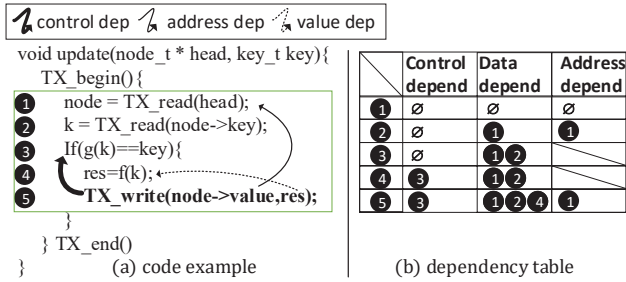 control dep address dep value dep
void update(node_t * head, key_t key){
TX_begin(){
1 node = TX_read(head);
2 k = TX_read(node->key);
3 If(g(k)==key){
4 res=f(k);
5 TX_write(node->value,res);
}
} TX_end()
}
(a) code example
Control depend Data depend Address depend
1 ∅ ∅ ∅
2 ∅ 1 1
3 ∅ 1 2
4 3 1 2
5 3 1 2 4 1
(b) dependency table